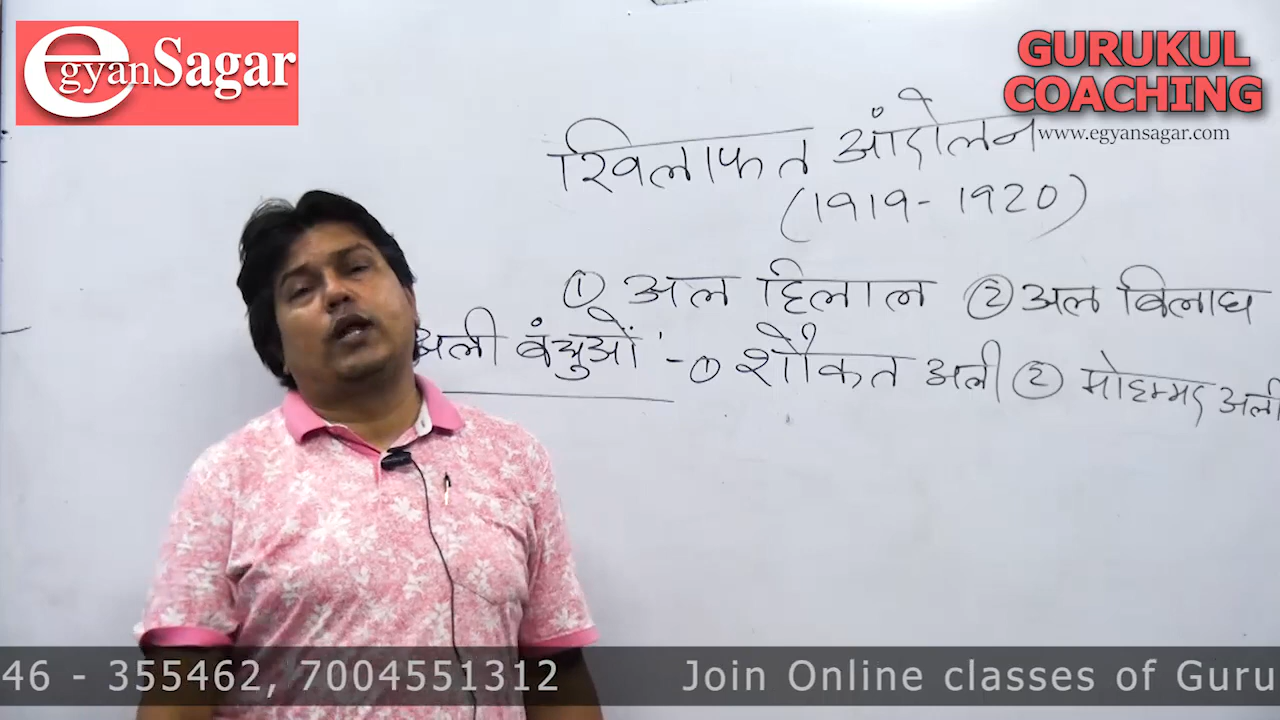 egyanSagar
GURUKUL
COACHING
www.egyansagar.com
खिलाफत आंदोलन
(1919-1920)
① अल हिलाल ② अल बिलाघ
अली बंधुओं '- ① शौकत अली ② मोहम्मद अली
46 - 355462, 7004551312 Join Online classes of Guru